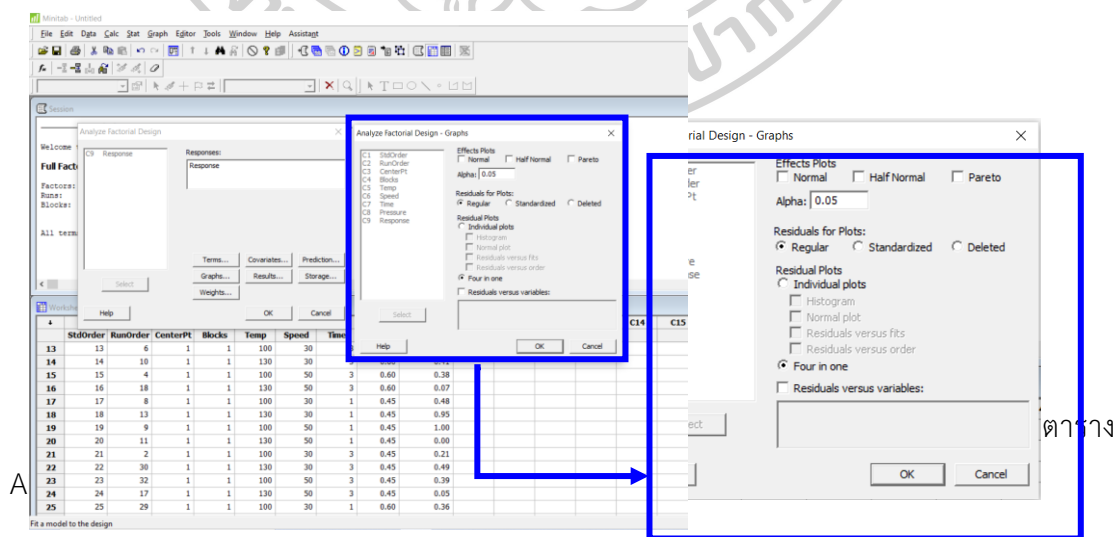 Minitab - Untitled
File Edit Data Calc Stat Graph Editor Tools Window Help Assistant
Session
Welcome
Full Fact
Factors:
Runs:
Blocks:
All term
Analyze Factorial Design
C9 Response
Responses:
Response
Terms... Covariates... Predi
Graphs... Results... Stora
Weights...
Select
Help OK Cancel
Analyze Factorial Design - Graphs
C1 StdOrder
C2 RunOrder
C3 CenterPt
C4 Blocks
C5 Temp
C6 Speed
C7 Time
C8 Pressure
C9 Response
Effects Plots
Normal Half Normal Pareto
Alpha: 0.05
Residuals for Plots:
Regular Standardized Deleted
Residual Plots
Individual plots
Histogram
Normal plot
Residuals versus fits
Residuals versus order
Four in one
Residuals versus variables:
Select
Help OK Cancel
Workshe
C14 C15
StdOrder RunOrder CenterPt Blocks Temp Speed Time
13 13 6 1 1 100 30
14 14 10 1 1 130 30
15 15 4 1 1 100 50 3 0.60 0.38
16 16 18 1 1 130 50 3 0.60 0.07
17 17 8 1 1 100 30 1 0.45 0.48
18 18 13 1 1 130 30 1 0.45 0.95
19 19 9 1 1 100 50 1 0.45 1.00
20 20 11 1 1 130 50 1 0.45 0.00
21 21 2 1 1 100 30 3 0.45 0.21
22 22 30 1 1 130 30 3 0.45 0.49
23 23 32 1 1 100 50 3 0.45 0.39
24 24 17 1 1 130 50 3 0.45 0.05
25 25 29 1 1 100 30 1 0.60 0.36
Fit a model to the design
rial Design - Graphs
er
der
Pt
re
se
Effects Plots
Normal Half Normal Pareto
Alpha: 0.05
Residuals for Plots:
Regular Standardized Deleted
Residual Plots
Individual plots
Histogram
Normal plot
Residuals versus fits
Residuals versus order
Four in one
Residuals versus variables:
ect
OK Cancel
ตาราง
A